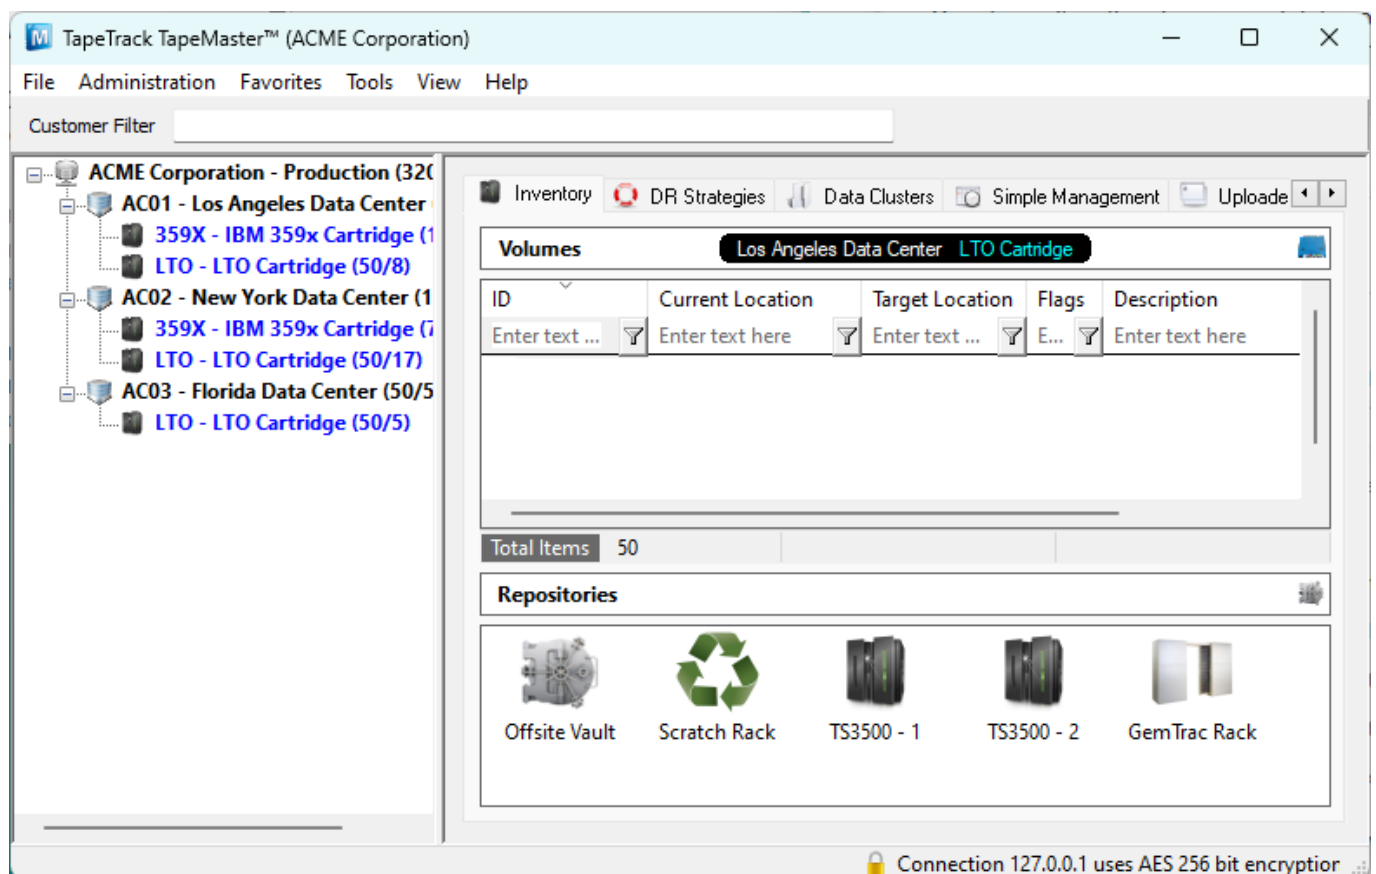 TapeTrack TapeMaster™ (ACME Corporation)
File Administration Favorites Tools View Help
Customer Filter
ACME Corporation - Production (320
AC01 - Los Angeles Data Center
359X - IBM 359x Cartridge (1
LTO - LTO Cartridge (50/8)
AC02 - New York Data Center (1
359X - IBM 359x Cartridge (7
LTO - LTO Cartridge (50/17)
AC03 - Florida Data Center (50/5
LTO - LTO Cartridge (50/5)
Inventory DR Strategies Data Clusters Simple Management Uploade
Volumes Los Angeles Data Center LTO Cartridge
ID Current Location Target Location Flags Description
Enter text ... Enter text here Enter text ... E... Enter text here
Total Items 50
Repositories
Offsite Vault Scratch Rack TS3500 - 1 TS3500 - 2 GemTrac Rack
Connection 127.0.0.1 uses AES 256 bit encryption